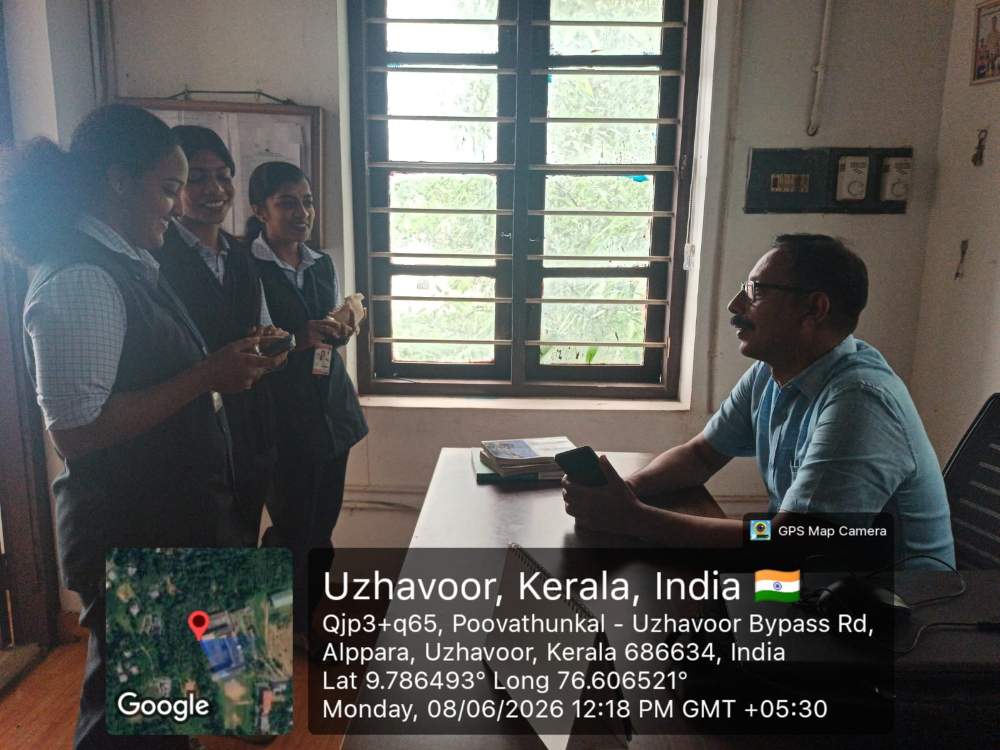 GPS Map Camera
Uzhavoor, Kerala, India
Qjp3+q65, Poovathunkal - Uzhavoor Bypass Rd,
Alppara, Uzhavoor, Kerala 686634, India
Lat 9.786493° Long 76.606521°
Monday, 08/06/2026 12:18 PM GMT +05:30
Google